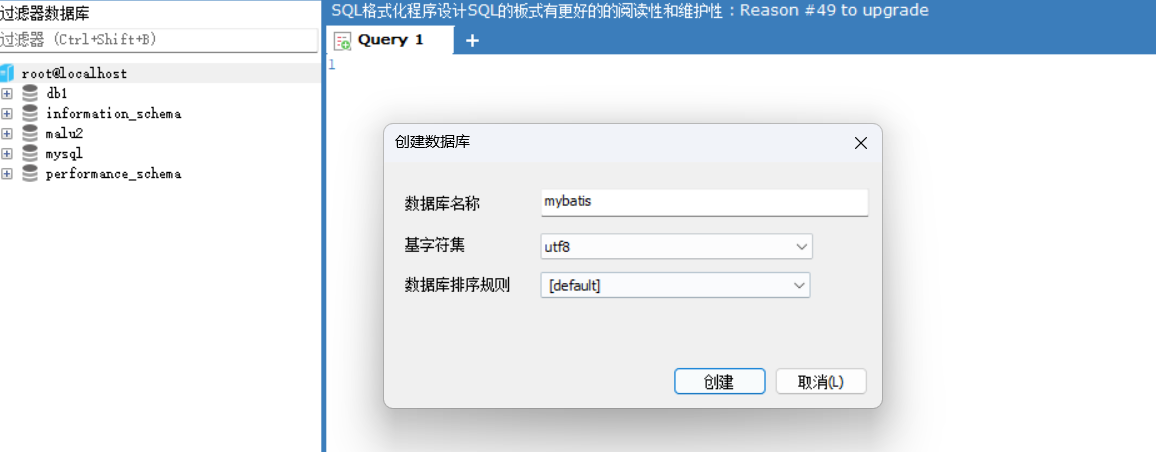 过滤器数据库
过滤器 (Ctrl+Shift+B)
root@localhost
db1
information_schema
malu2
mysql
performance_schema
SQL格式化程序设计SQL的板式有更好的的阅读性和维护性：Reason #49 to upgrade
Query 1
1
创建数据库
数据库名称
mybatis
基字符集
utf8
数据库排序规则
[default]
创建
取消(L)